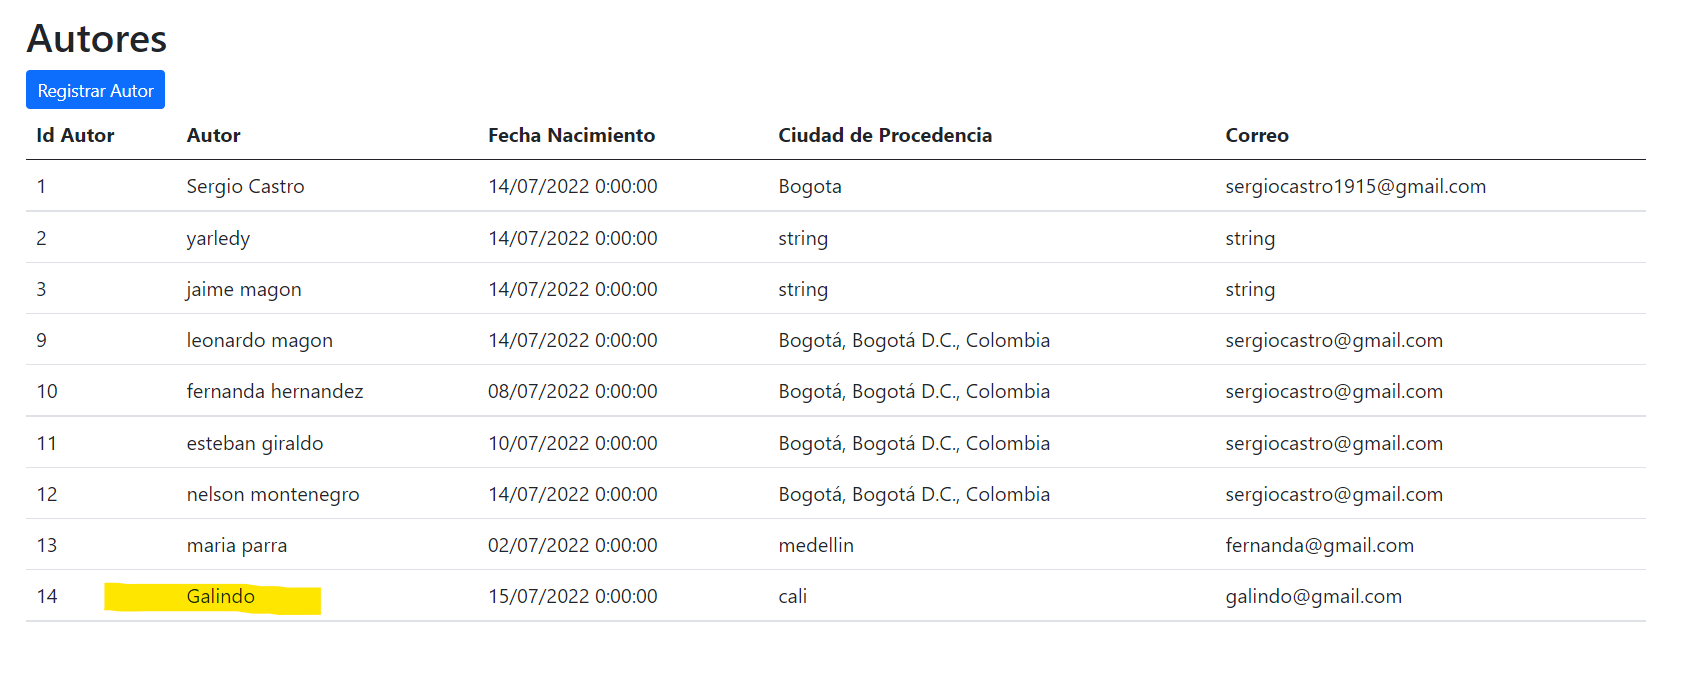 Autores
Registrar Autor
Id Autor Autor Fecha Nacimiento Ciudad de Procedencia Correo
1 Sergio Castro 14/07/2022 0:00:00 Bogota sergiocastro1915@gmail.com
2 yarledy 14/07/2022 0:00:00 string string
3 jaime magon 14/07/2022 0:00:00 string string
9 leonardo magon 14/07/2022 0:00:00 Bogotá, Bogotá D.C., Colombia sergiocastro@gmail.com
10 fernanda hernandez 08/07/2022 0:00:00 Bogotá, Bogotá D.C., Colombia sergiocastro@gmail.com
11 esteban giraldo 10/07/2022 0:00:00 Bogotá, Bogotá D.C., Colombia sergiocastro@gmail.com
12 nelson montenegro 14/07/2022 0:00:00 Bogotá, Bogotá D.C., Colombia sergiocastro@gmail.com
13 maria parra 02/07/2022 0:00:00 medellin fernanda@gmail.com
14 Galindo 15/07/2022 0:00:00 cali galindo@gmail.com